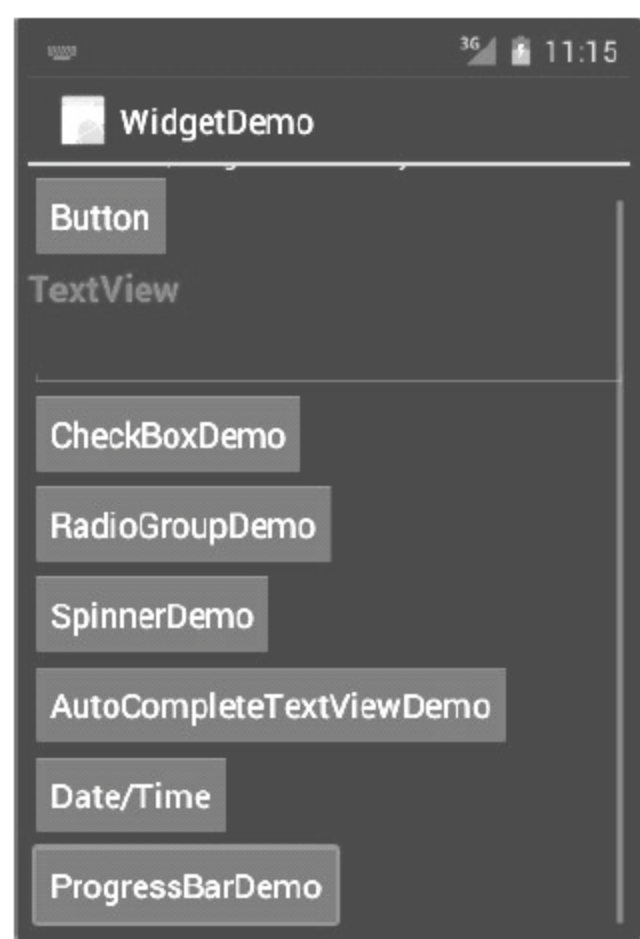 3G 11:15
WidgetDemo
Button
TextView
CheckBoxDemo
RadioGroupDemo
SpinnerDemo
AutoCompleteTextViewDemo
Date/Time
ProgressBarDemo